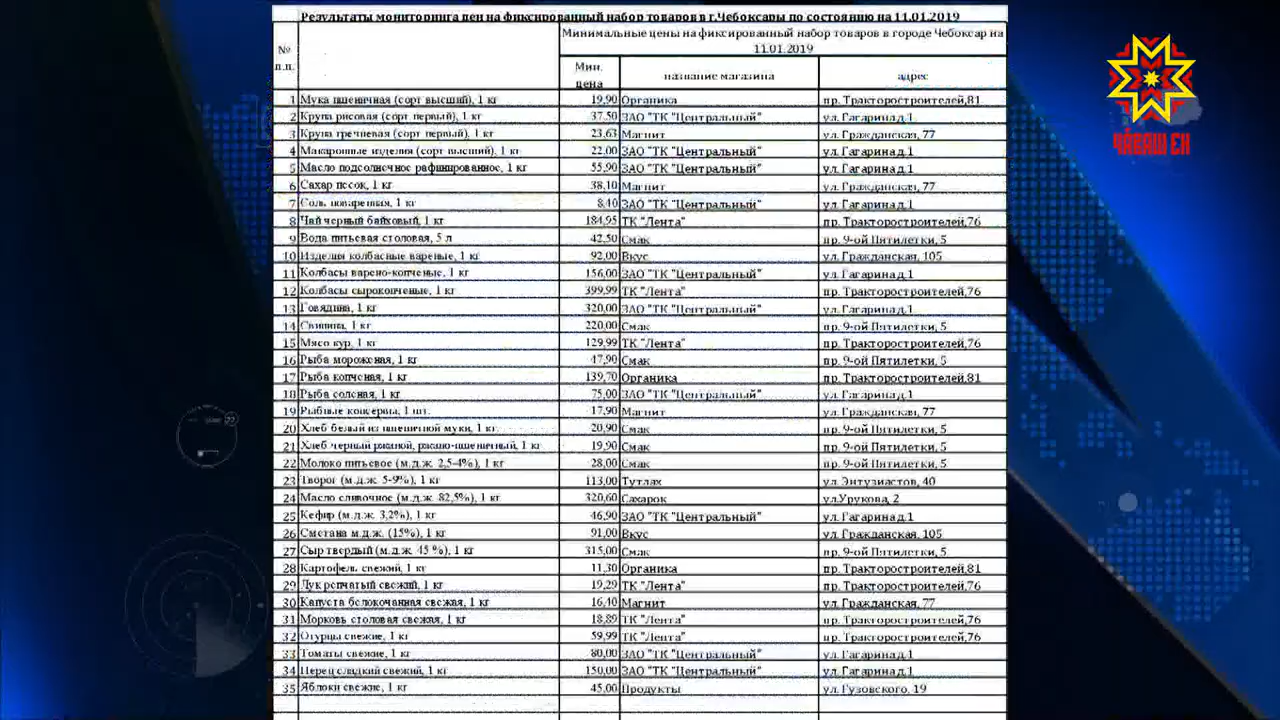 Результаты мониторинга цен на фиксированный набор товаров в г.Чебоксары по состоянию на 11.01.2019
№ п.п.
Минимальные цены на фиксированный набор товаров в городе Чебоксар на 11.01.2019
Мин. цена название магазина адрес
1 Мука пшеничная (сорт высший), 1 кг 19,90 Органика пр. Тракторостроителей,81
2 Крупа рисовая (сорт первый), 1 кг 37,50 ЗАО "ТК "Центральный" ул. Гагарина д.1
3 Крупа гречневая (сорт первый), 1 кг 23,63 Магнит ул. Гражданская, 77
4 Макаронные изделия (сорт высший), 1 кг 22,00 ЗАО "ТК "Центральный" ул. Гагарина д.1
5 Масло подсолнечное рафинированное, 1 кг 55,90 ЗАО "ТК "Центральный" ул. Гагарина д.1
6 Сахар песок, 1 кг 38,10 Магнит ул. Гражданская, 77
7 Соль поваренная, 1 кг 8,40 ЗАО "ТК "Центральный" ул. Гагарина д.1
8 Чай черный байховый, 1 кг 184,95 ТК "Лента" пр. Тракторостроителей,76
9 Вода питьевая столовая, 5 л 42,50 Смак пр. 9-ой Пятилетки, 5
10 Изделия колбасные вареные, 1 кг 92,00 Вкус ул. Гражданская, 105
11 Колбасы варено-копченые, 1 кг 156,00 ЗАО "ТК "Центральный" ул. Гагарина д.1
12 Колбасы сырокопченые, 1 кг 399,99 ТК "Лента" пр. Тракторостроителей,76
13 Говядина, 1 кг 320,00 ЗАО "ТК "Центральный" ул. Гагарина д.1
14 Свинина, 1 кг 220,00 Смак пр. 9-ой Пятилетки, 5
15 Мясо кур, 1 кг 129,99 ТК "Лента" пр. Тракторостроителей,76
16 Рыба мороженая, 1 кг 47,90 Смак пр. 9-ой Пятилетки, 5
17 Рыба копченая, 1 кг 139,70 Органика пр. Тракторостроителей,81
18 Рыба соленая, 1 кг 75,00 ЗАО "ТК "Центральный" ул. Гагарина д.1
19 Рыбные консервы, 1 шт. 17,90 Магнит ул. Гражданская, 77
20 Хлеб белый из пшеничной муки, 1 кг 20,90 Смак пр. 9-ой Пятилетки, 5
21 Хлеб черный ржаной, ржано-пшеничный, 1 кг 19,90 Смак пр. 9-ой Пятилетки, 5
22 Молоко питьевое (м.д.ж. 2,5-4%), 1 кг 28,00 Смак пр. 9-ой Пятилетки, 5
23 Творог (м.д.ж. 5-9%), 1 кг 113,00 Тутлах ул. Энтузиастов, 40
24 Масло сливочное (м.д.ж. 82,5%), 1 кг 320,60 Сахарок ул.Урукова, 2
25 Кефир (м.д.ж. 3,2%), 1 кг 46,90 ЗАО "ТК "Центральный" ул. Гагарина д.1
26 Сметана м.д.ж. (15%), 1 кг 91,00 Вкус ул. Гражданская, 105
27 Сыр твердый (м.д.ж. 45 %), 1 кг 315,00 Смак пр. 9-ой Пятилетки, 5
28 Картофель свежий, 1 кг 11,30 Органика пр. Тракторостроителей,81
29 Лук репчатый свежий, 1 кг 19,29 ТК "Лента" пр. Тракторостроителей,76
30 Капуста белокочанная свежая, 1 кг 16,40 Магнит ул. Гражданская, 77
31 Морковь столовая свежая, 1 кг 18,89 ТК "Лента" пр. Тракторостроителей,76
32 Огурцы свежие, 1 кг 59,99 ТК "Лента" пр. Тракторостроителей,76
33 Томаты свежие, 1 кг 80,00 ЗАО "ТК "Центральный" ул. Гагарина д.1
34 Перец сладкий свежий, 1 кг 150,00 ЗАО "ТК "Центральный" ул. Гагарина д.1
35 Яблоки свежие, 1 кг 45,00 Продукты ул. Гузовского, 19
ЧӐВАШ ЕН